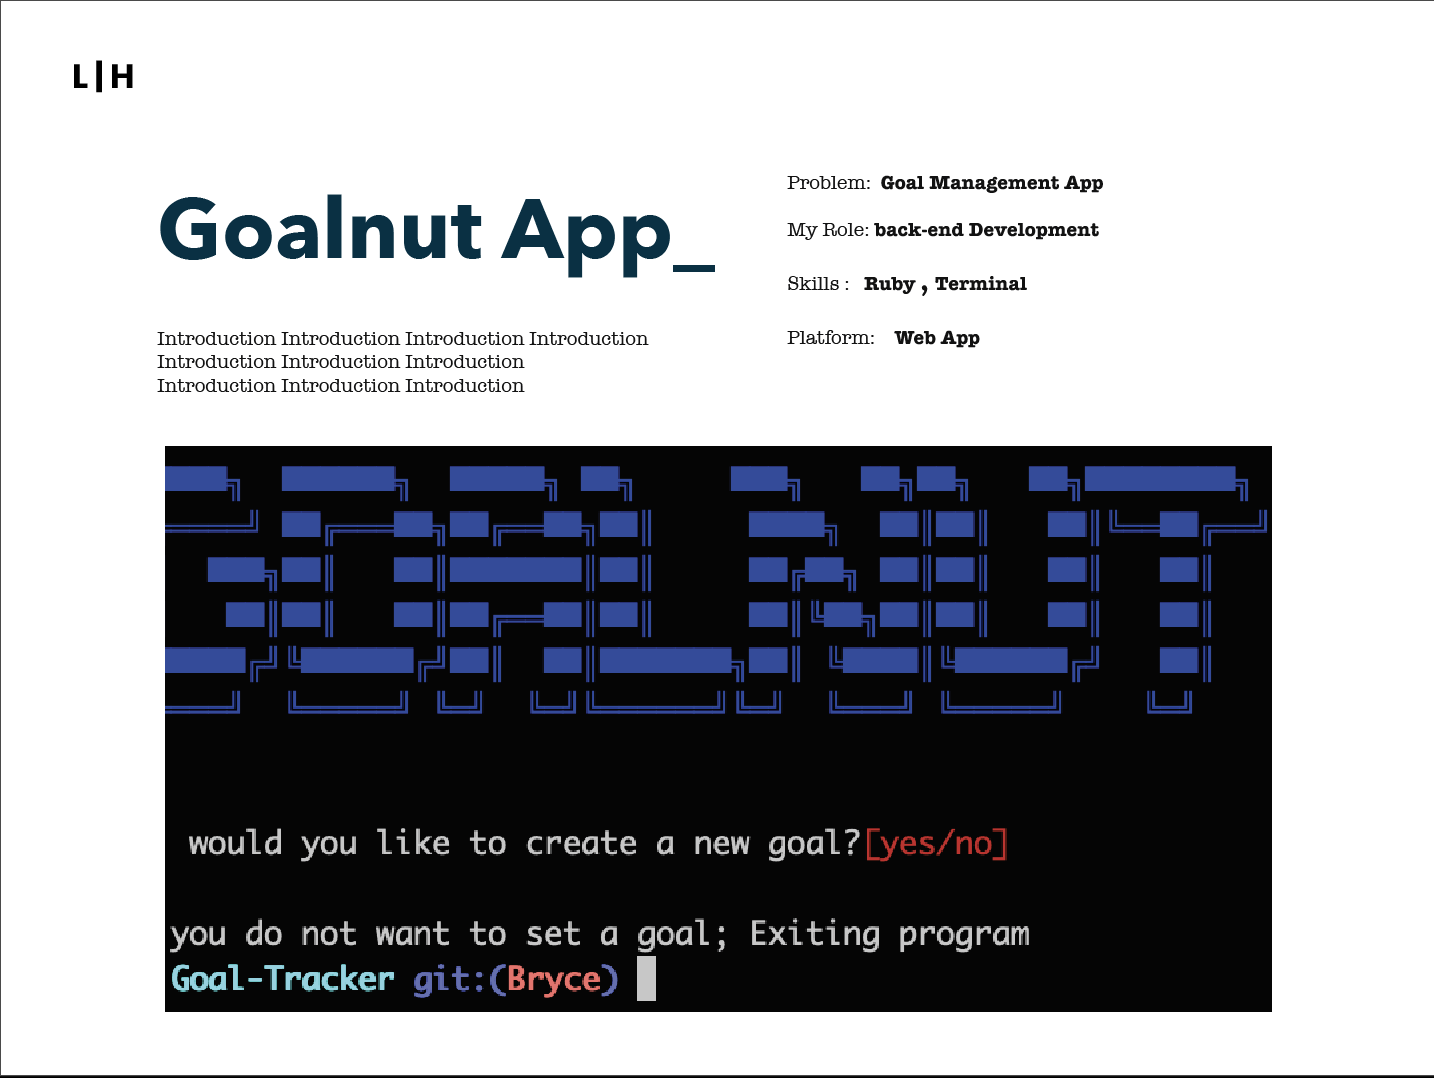 L|H
Goalnut App_
Introduction Introduction Introduction Introduction
Introduction Introduction Introduction
Introduction Introduction Introduction
Problem: Goal Management App
My Role: back-end Development
Skills : Ruby , Terminal
Platform: Web App
GOALNUT
would you like to create a new goal?[yes/no]
you do not want to set a goal; Exiting program
Goal-Tracker git:(Bryce)